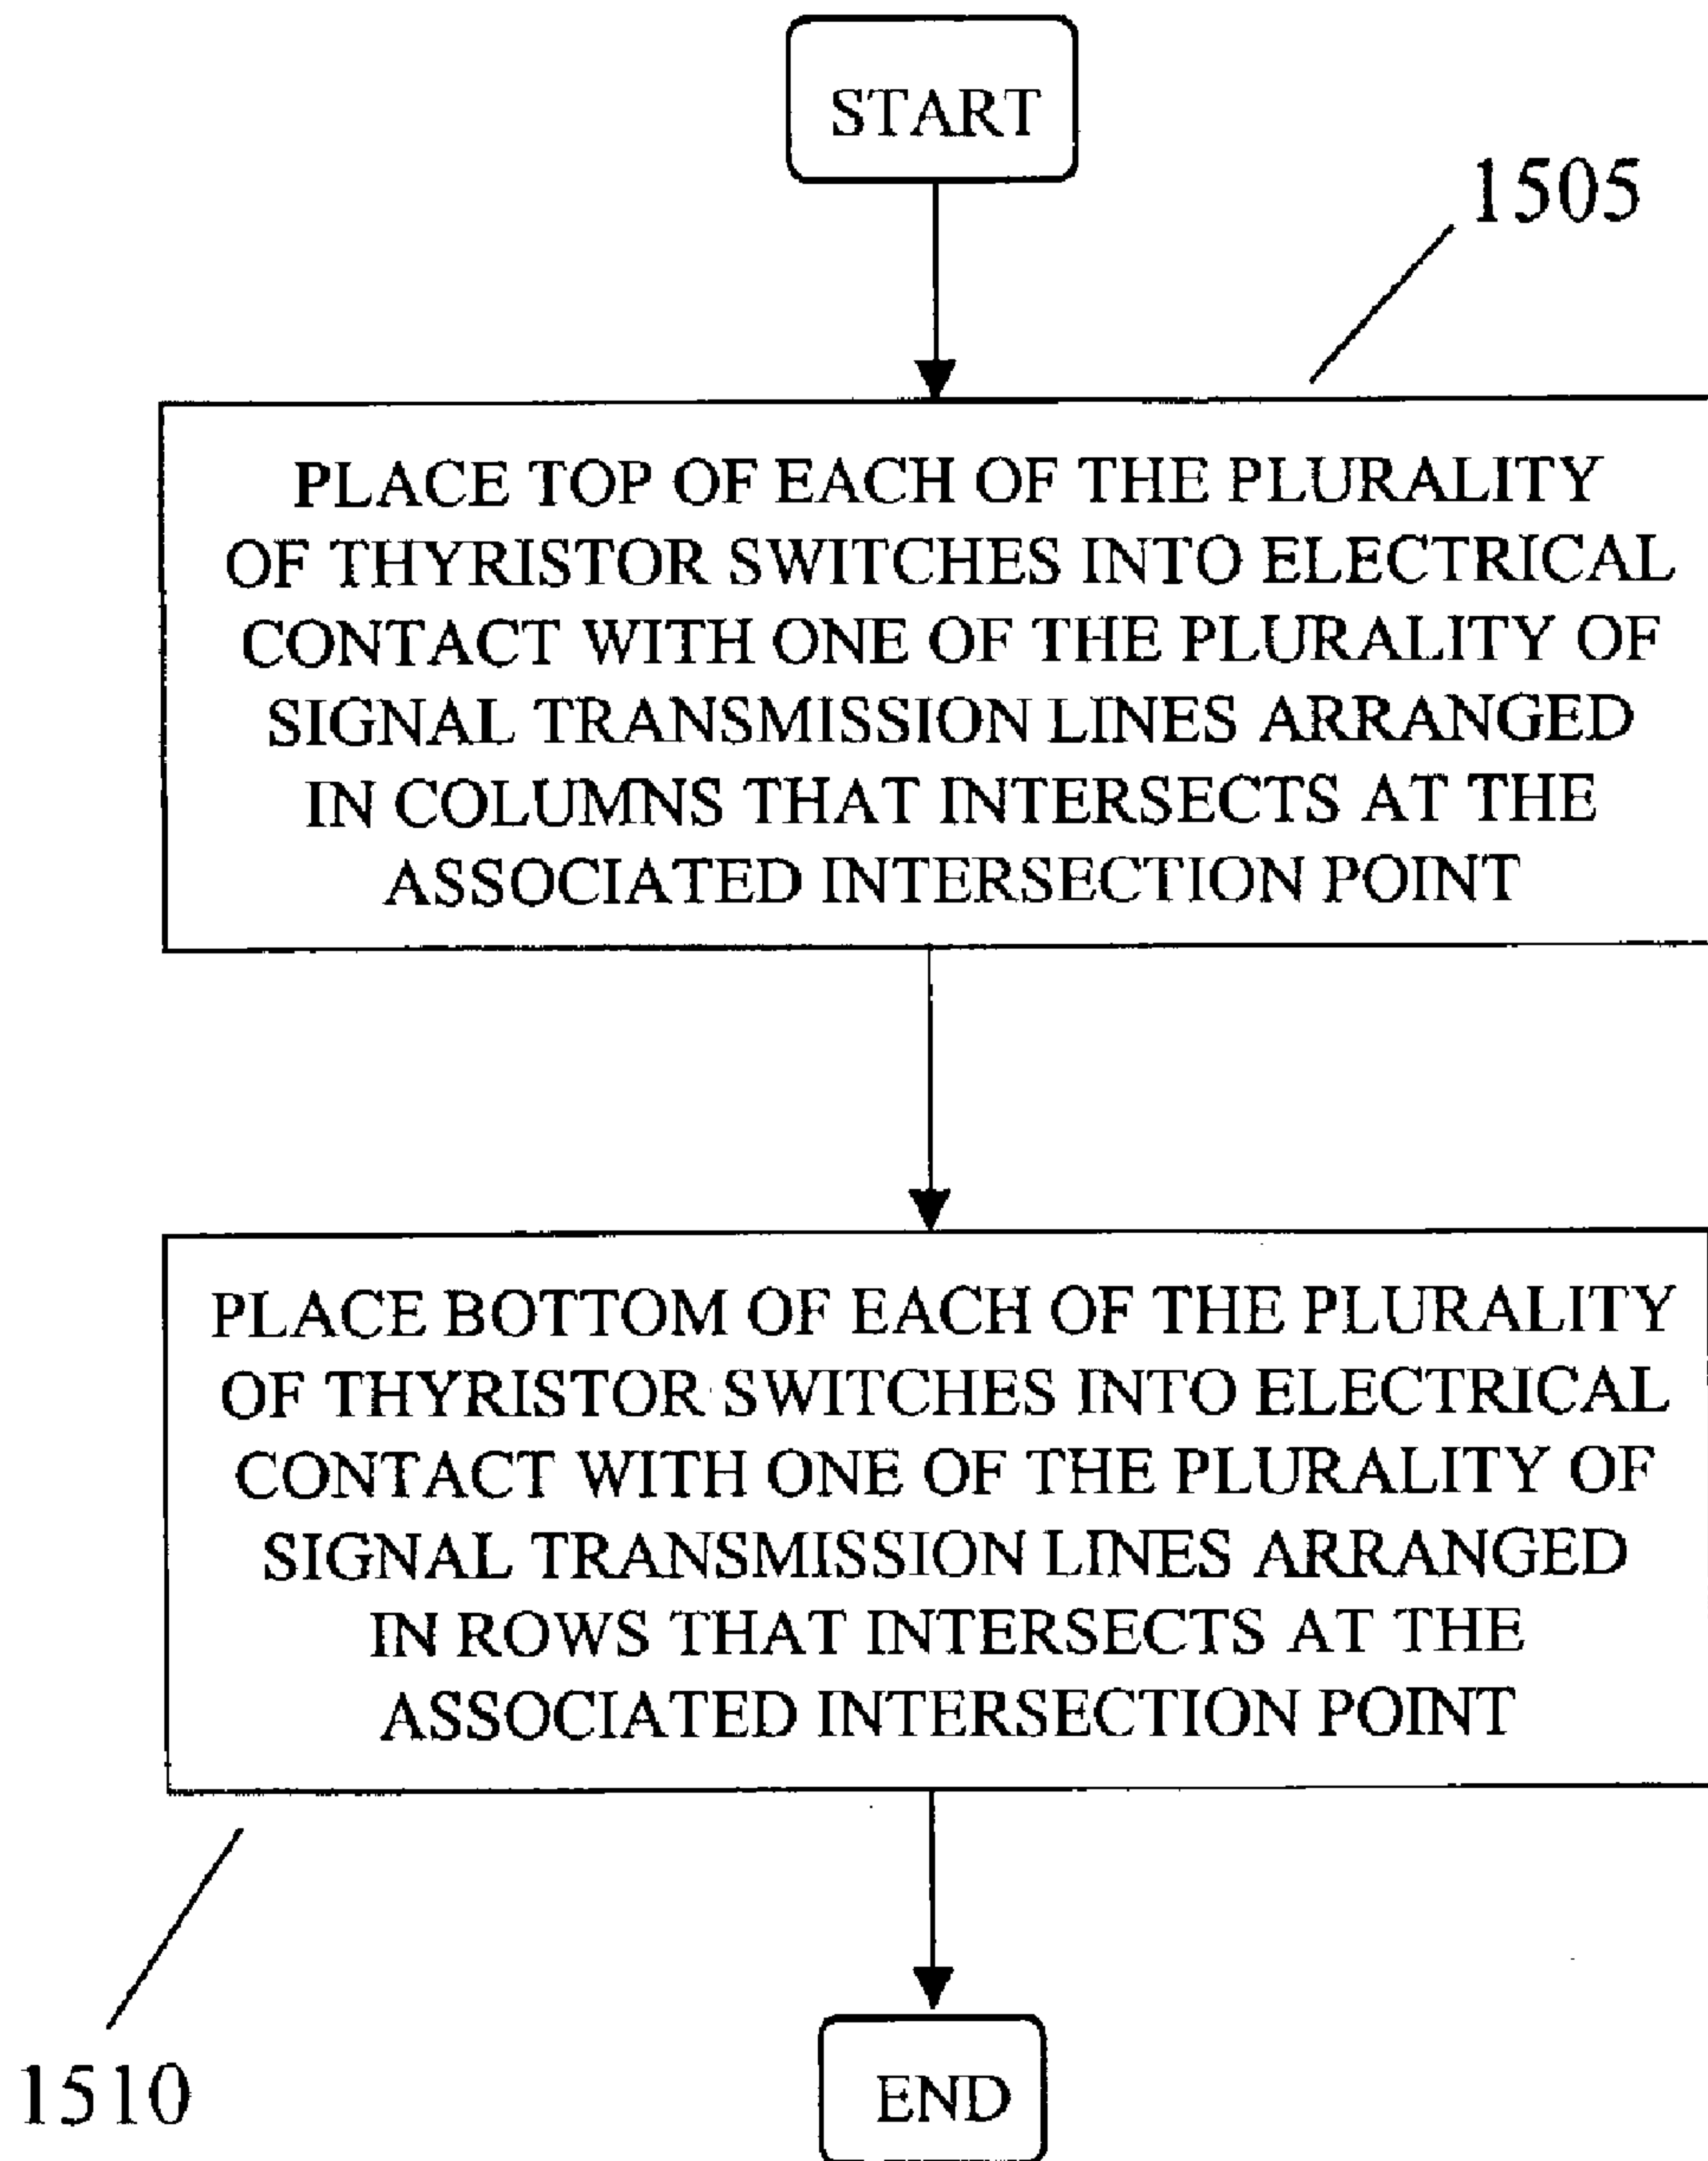 START
1505
PLACE TOP OF EACH OF THE PLURALITY
OF THYRISTOR SWITCHES INTO ELECTRICAL
CONTACT WITH ONE OF THE PLURALITY OF
SIGNAL TRANSMISSION LINES ARRANGED
IN COLUMNS THAT INTERSECTS AT THE
ASSOCIATED INTERSECTION POINT
PLACE BOTTOM OF EACH OF THE PLURALITY
OF THYRISTOR SWITCHES INTO ELECTRICAL
CONTACT WITH ONE OF THE PLURALITY OF
SIGNAL TRANSMISSION LINES ARRANGED
IN ROWS THAT INTERSECTS AT THE
ASSOCIATED INTERSECTION POINT
1510
END